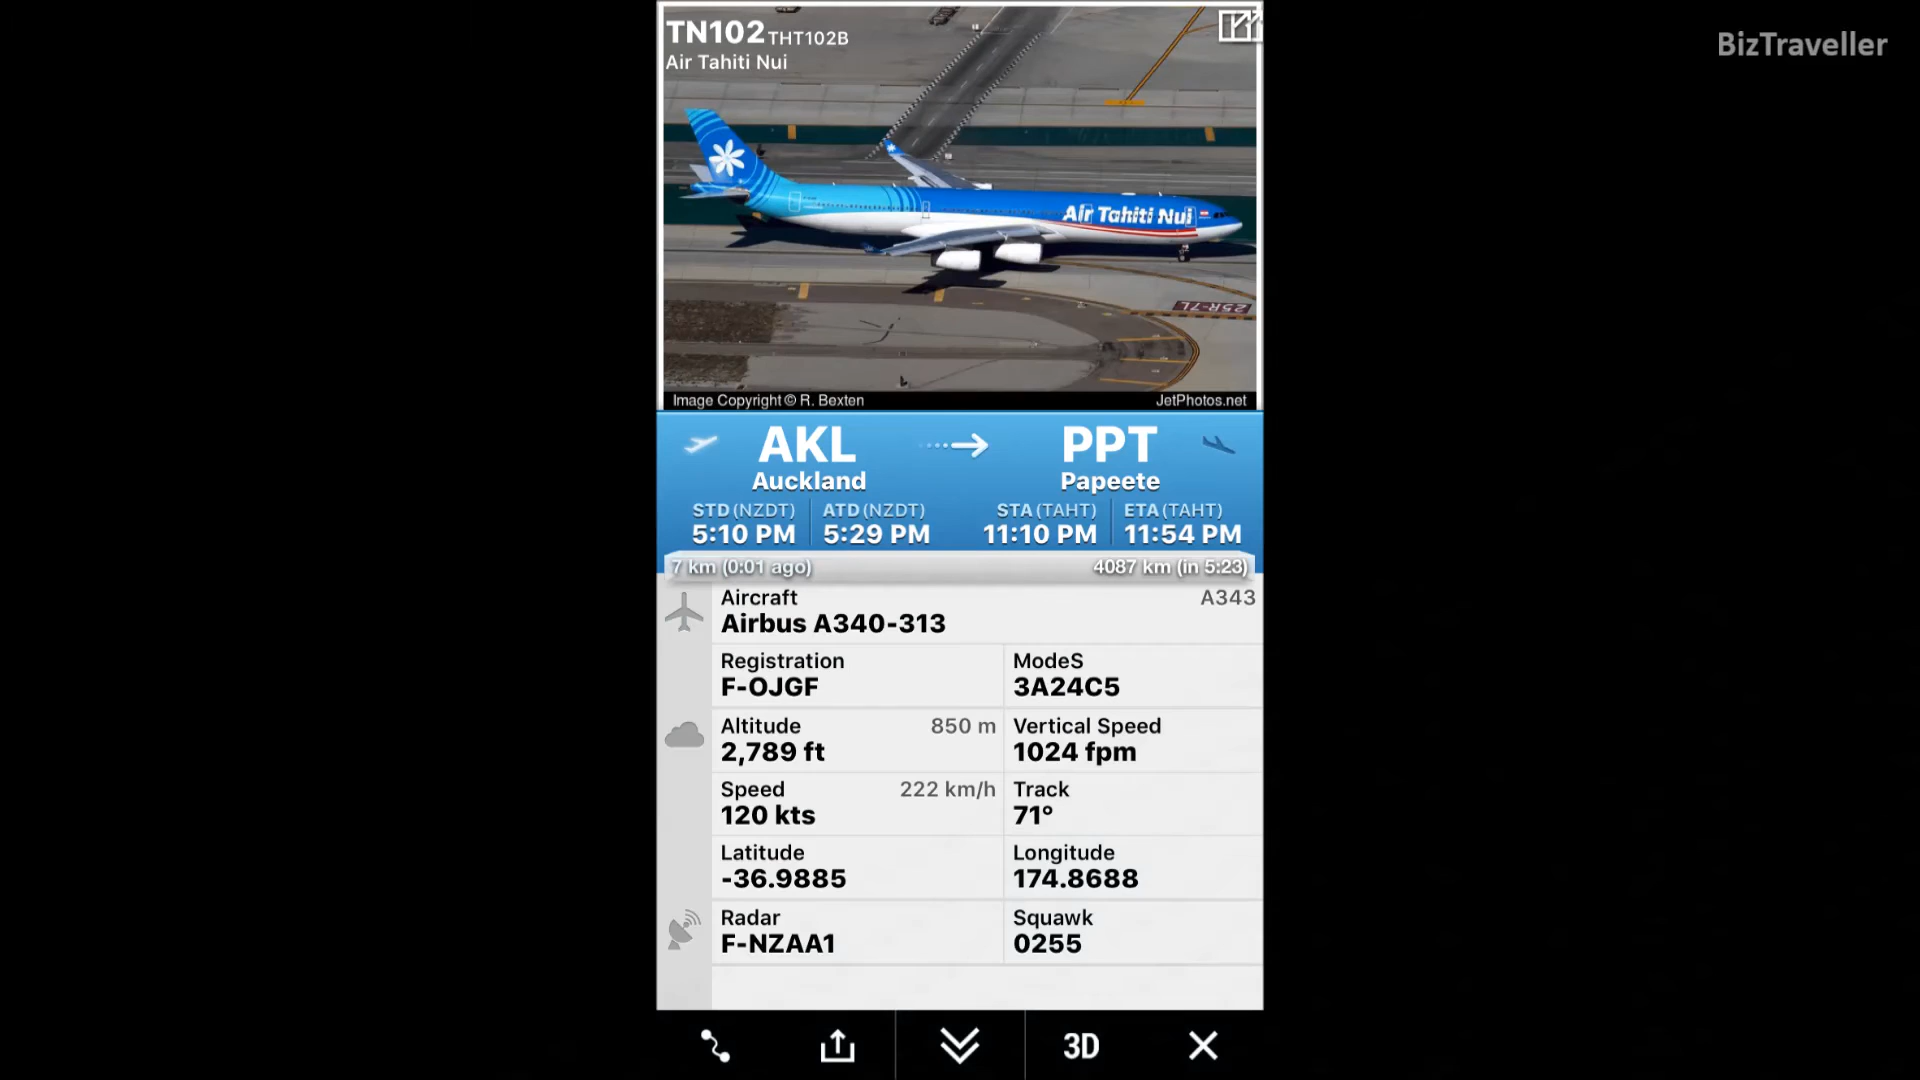 BizTraveller
TN102 THT102B
Air Tahiti Nui
Air Tahiti Nui
25R-7L
Image Copyright © R. Bexten JetPhotos.net
AKL PPT
Auckland Papeete
STD (NZDT) ATD (NZDT) STA (TAHT) ETA (TAHT)
5:10 PM 5:29 PM 11:10 PM 11:54 PM
7 km (0:01 ago) 4087 km (in 5:23)
Aircraft A343
Airbus A340-313
Registration ModeS
F-OJGF 3A24C5
Altitude 850 m Vertical Speed
2,789 ft 1024 fpm
Speed 222 km/h Track
120 kts 71°
Latitude Longitude
-36.9885 174.8688
Radar Squawk
F-NZAA1 0255
3D